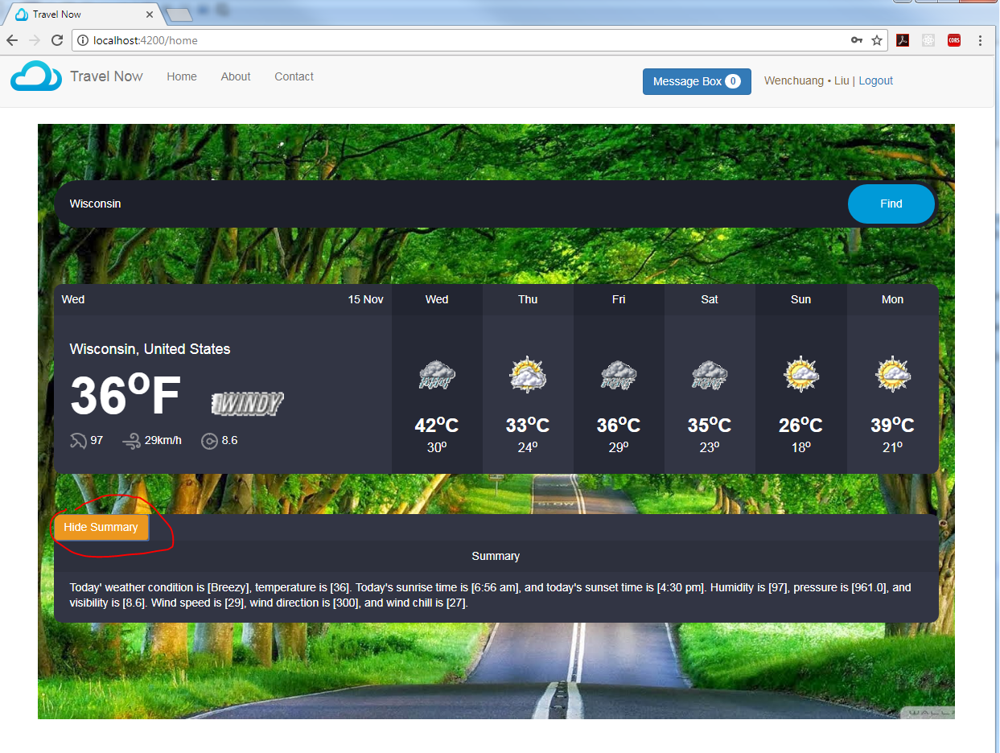 Travel Now
localhost:4200/home
CORS
Travel Now Home About Contact Message Box 0 Wenchuang • Liu | Logout
Wisconsin Find
Wed 15 Nov Wed Thu Fri Sat Sun Mon
Wisconsin, United States
36ºF WINDY
42ºC 33ºC 36ºC 35ºC 26ºC 39ºC
97 29km/h 8.6 30º 24º 29º 23º 18º 21º
SLOW
Hide Summary
Summary
Today' weather condition is [Breezy], temperature is [36]. Today's sunrise time is [6:56 am], and today's sunset time is [4:30 pm]. Humidity is [97], pressure is [961.0], and
visibility is [8.6]. Wind speed is [29], wind direction is [300], and wind chill is [27].